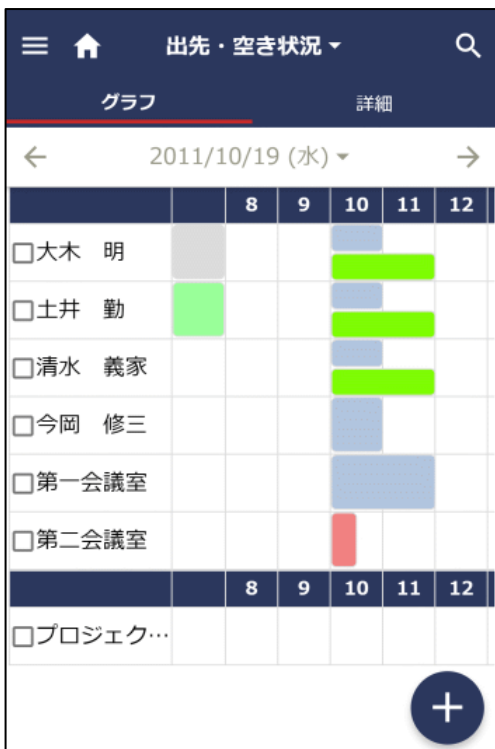 出先・空き状況
グラフ 詳細
2011/10/19 (水)
8 9 10 11 12
大木 明
土井 勤
清水 義家
今岡 修三
第一会議室
第二会議室
8 9 10 11 12
プロジェク…